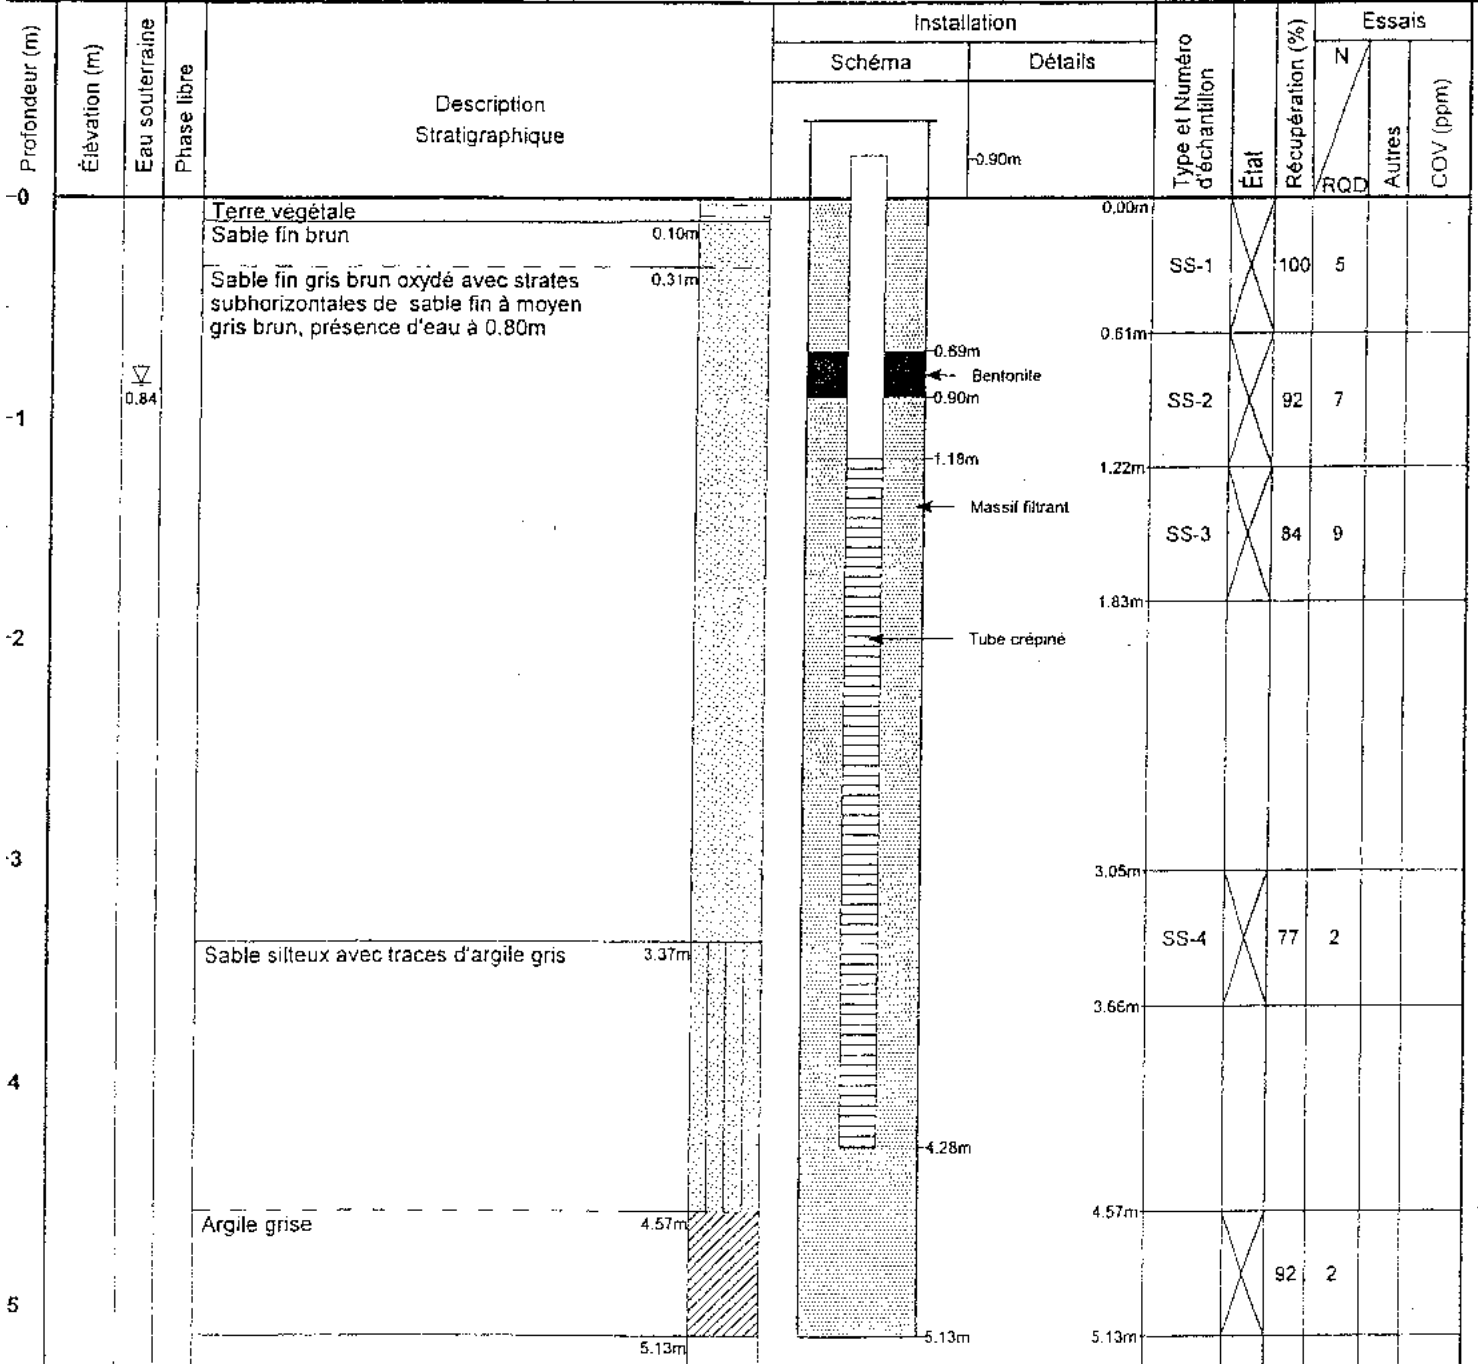 Profondeur (m)
Élévation (m)
Eau souterraine
Phase libre
Description
Stratigraphique
Installation
Schéma
Détails
Type et Numéro
d'échantillon
État
Récupération (%)
Essais
N
RQD
Autres
COV (ppm)
0.90m
0
Terre végétale
0.00m
Sable fin brun
0.10m
Sable fin gris brun oxydé avec strates
0.31m
subhorizontales de sable fin à moyen
gris brun, présence d'eau à 0.80m
SS-1
100
5
0.61m
0.69m
Bentonite
0.84
0.90m
SS-2
92
7
1
1.18m
1.22m
Massif filtrant
SS-3
84
9
1.83m
2
Tube crépiné
3
3.05m
Sable silteux avec traces d'argile gris
3.37m
SS-4
77
2
3.66m
4
4.28m
Argile grise
4.57m
4.57m
92
2
5
5.13m
5.13m
5.13m